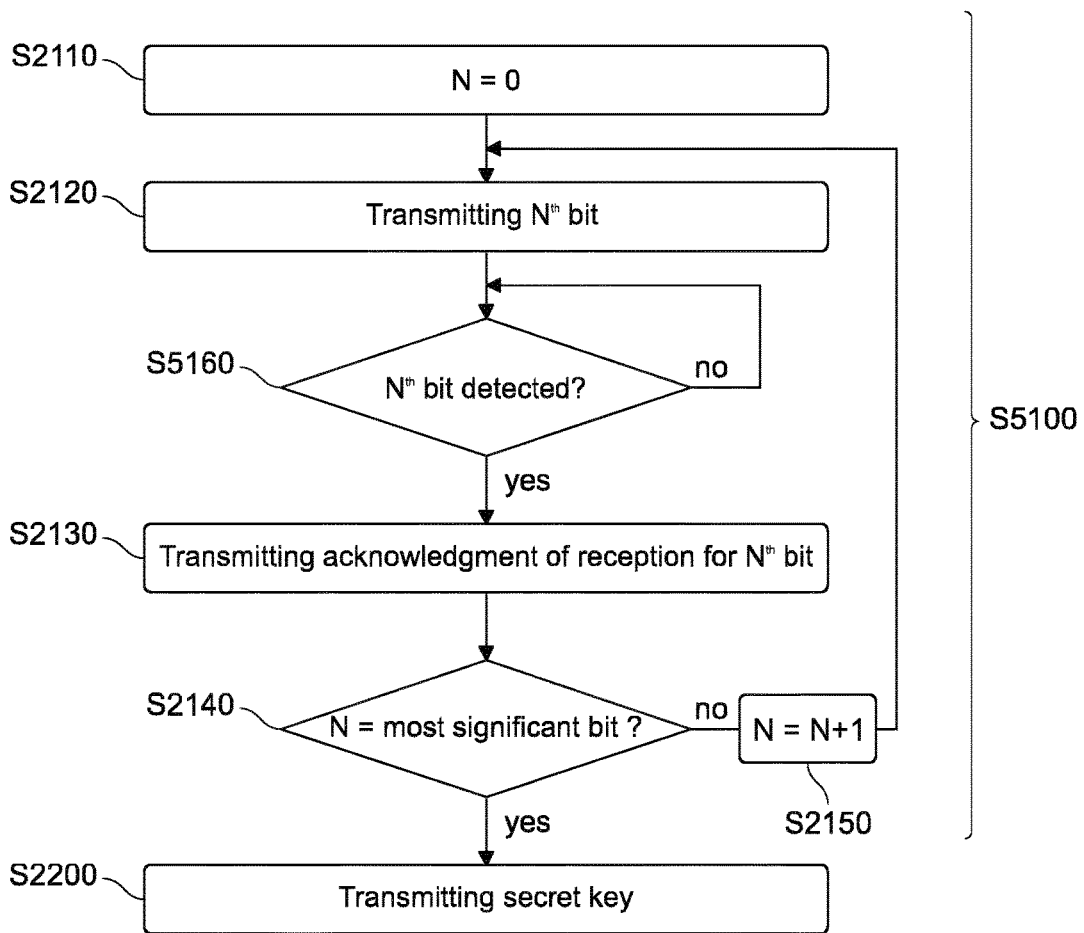 S2110
N = 0
S2120
Transmitting Nth bit
S5160
Nth bit detected?
no
S5100
yes
S2130
Transmitting acknowledgment of reception for Nth bit
S2140
N = most significant bit ?
no
N = N+1
S2150
yes
S2200
Transmitting secret key